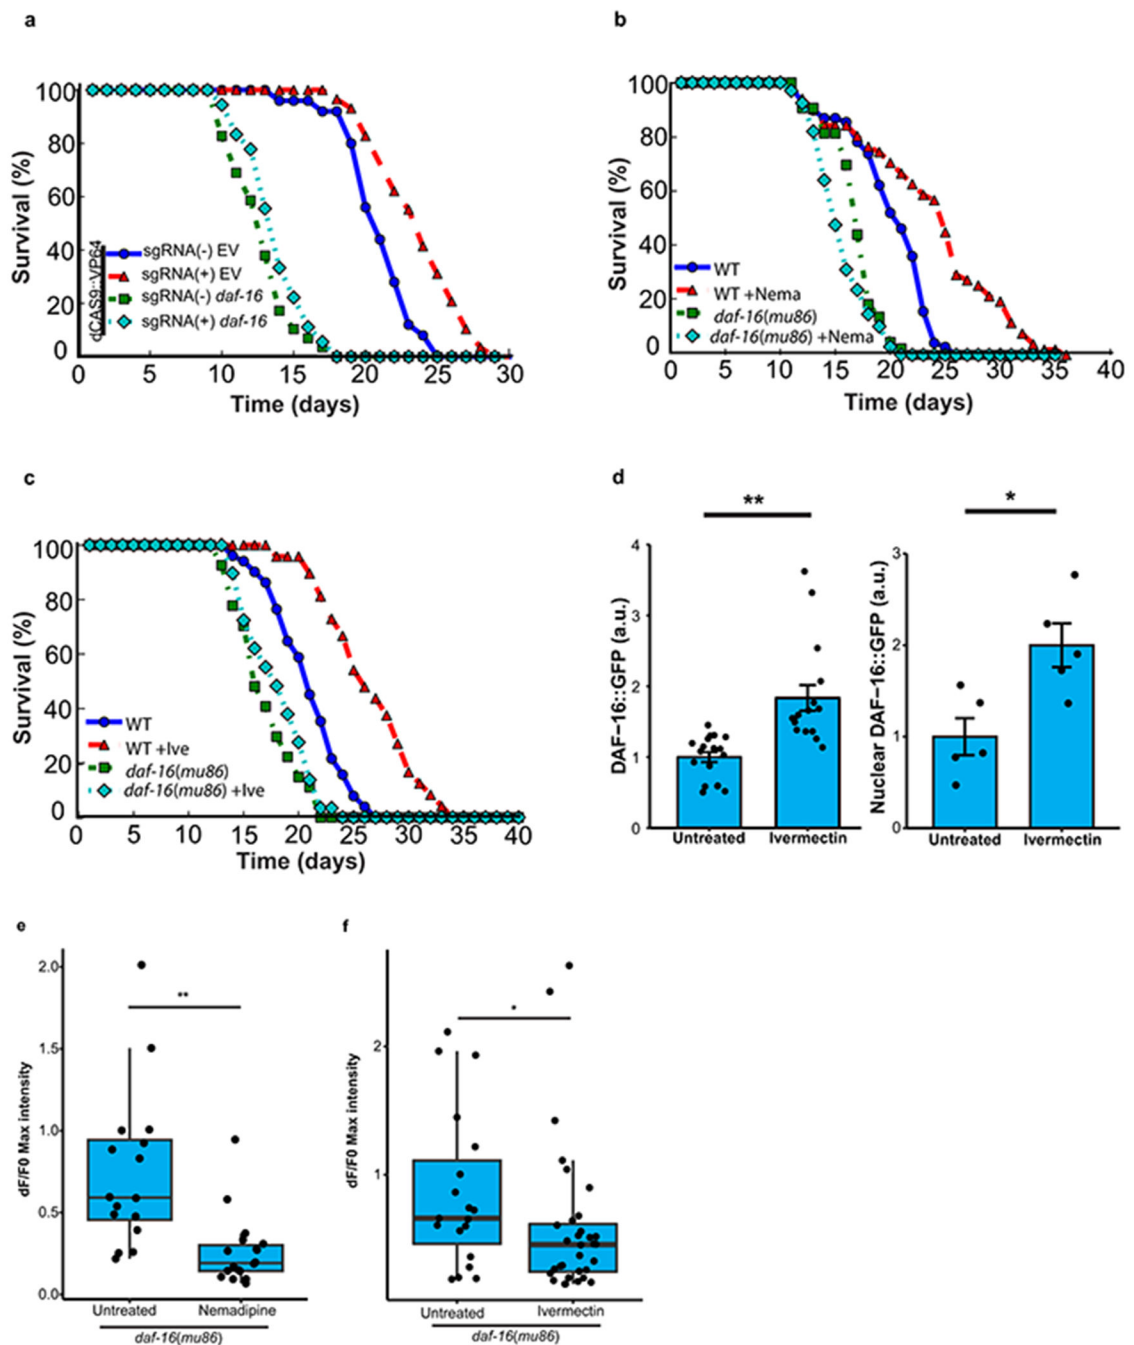 a
100
80
60
40
20
0
Survival (%)
dCAS9::VP64
sgRNA(-) EV
sgRNA(+) EV
sgRNA(-) daf-16
sgRNA(+) daf-16
0 5 10 15 20 25 30
Time (days)
b
100
80
60
40
20
0
Survival (%)
WT
WT +Nema
daf-16(mu86)
daf-16(mu86) +Nema
0 5 10 15 20 25 30 35 40
Time (days)
c
100
80
60
40
20
0
Survival (%)
WT
WT +Ive
daf-16(mu86)
daf-16(mu86) +Ive
0 5 10 15 20 25 30 35 40
Time (days)
d
**
4
3
2
1
0
DAF-16::GFP (a.u.)
Untreated Ivermectin
*
3
2
1
0
Nuclear DAF-16::GFP (a.u.)
Untreated Ivermectin
e
2.0
1.5
1.0
0.5
0.0
dF/F0 Max intensity
**
Untreated Nemadipine
daf-16(mu86)
f
2
1
dF/F0 Max intensity
*
Untreated Ivermectin
daf-16(mu86)